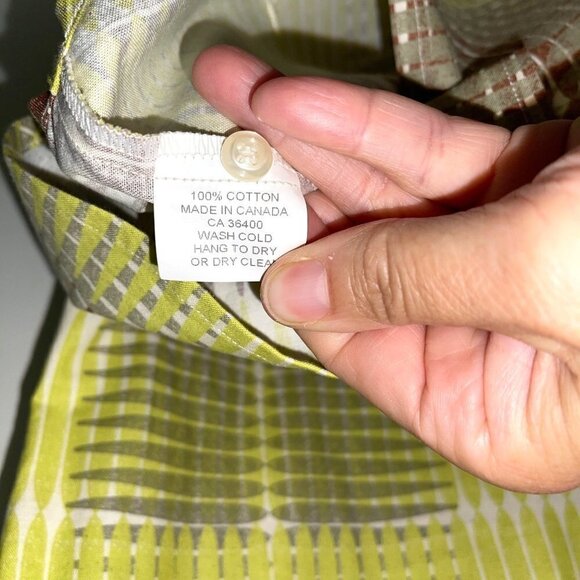 100% COTTON
MADE IN CANADA
CA 36400
WASH COLD
HANG TO DRY
OR DRY CLEAN